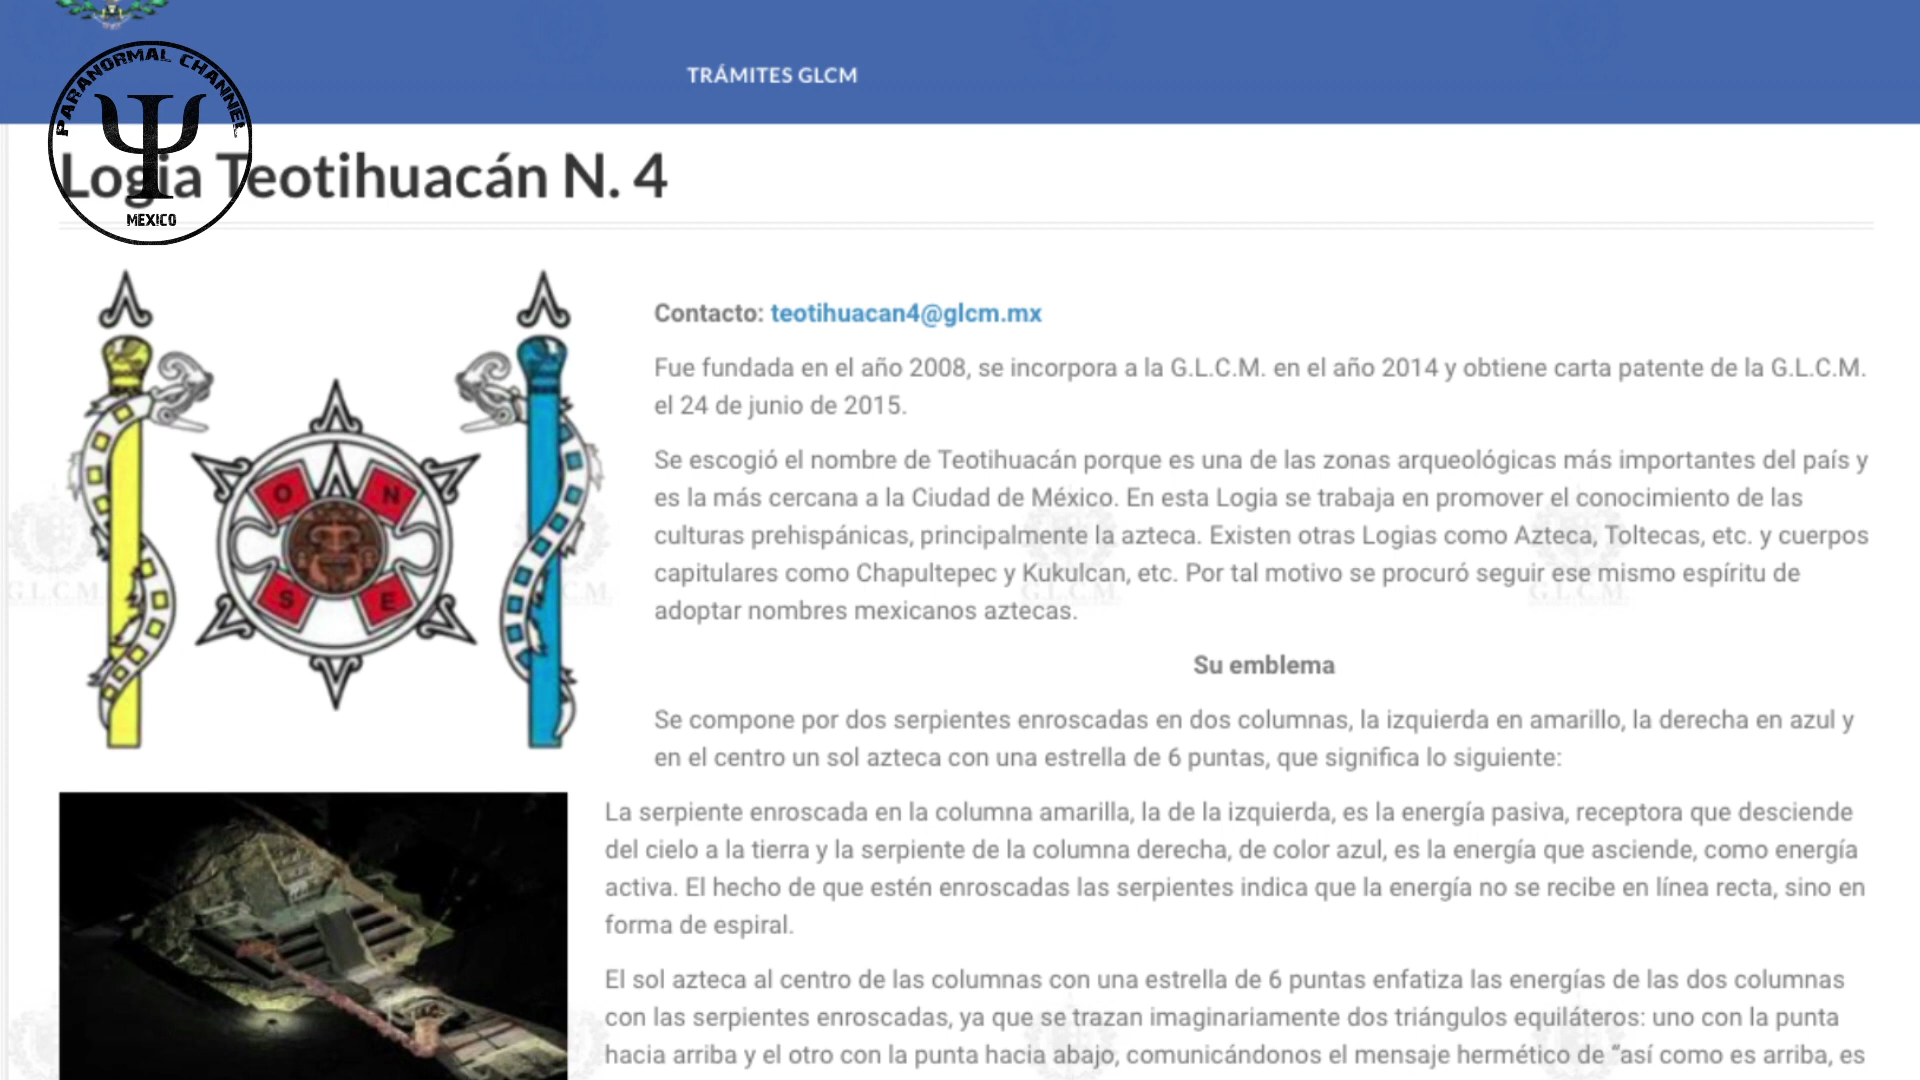 TRÁMITES GLCM
PARANORMAL CHANNEL
MEXICO
Logia Teotihuacán N. 4
O N
S E
Contacto: teotihuacan4@glcm.mx
Fue fundada en el año 2008, se incorpora a la G.L.C.M. en el año 2014 y obtiene carta patente de la G.L.C.M.
el 24 de junio de 2015.
Se escogió el nombre de Teotihuacán porque es una de las zonas arqueológicas más importantes del país y
es la más cercana a la Ciudad de México. En esta Logia se trabaja en promover el conocimiento de las
culturas prehispánicas, principalmente la azteca. Existen otras Logias como Azteca, Toltecas, etc. y cuerpos
capitulares como Chapultepec y Kukulcan, etc. Por tal motivo se procuró seguir ese mismo espíritu de
adoptar nombres mexicanos aztecas.
Su emblema
Se compone por dos serpientes enroscadas en dos columnas, la izquierda en amarillo, la derecha en azul y
en el centro un sol azteca con una estrella de 6 puntas, que significa lo siguiente:
La serpiente enroscada en la columna amarilla, la de la izquierda, es la energía pasiva, receptora que desciende
del cielo a la tierra y la serpiente de la columna derecha, de color azul, es la energía que asciende, como energía
activa. El hecho de que estén enroscadas las serpientes indica que la energía no se recibe en línea recta, sino en
forma de espiral.
El sol azteca al centro de las columnas con una estrella de 6 puntas enfatiza las energías de las dos columnas
con las serpientes enroscadas, ya que se trazan imaginariamente dos triángulos equiláteros: uno con la punta
hacia arriba y el otro con la punta hacia abajo, comunicándonos el mensaje hermético de “así como es arriba, es
G.L.C.M.
C.M.
G.L.C.M.
G.L.C.M.